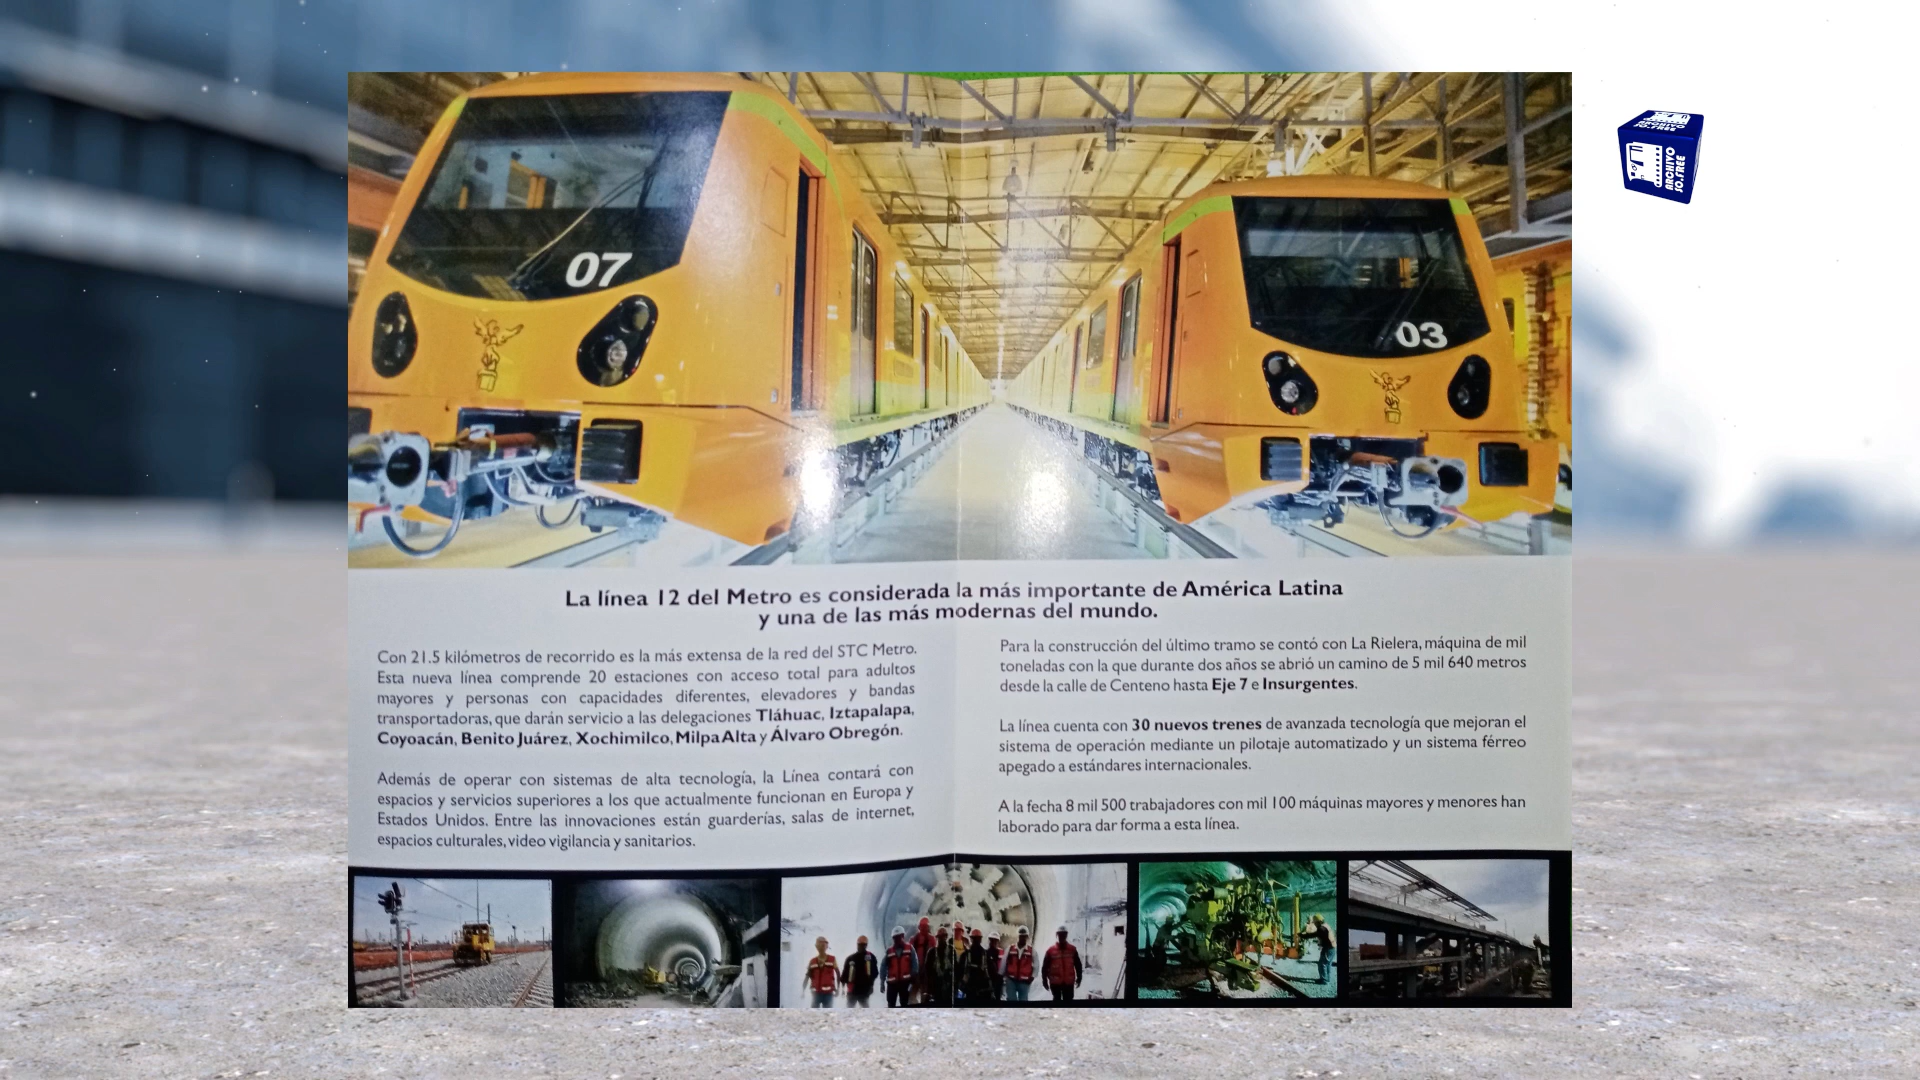 07
03
ARCHIVO
SO.FREE
ARCHIVO
SO.FREE
La línea 12 del Metro es considerada la más importante de América Latina
y una de las más modernas del mundo.
Con 21.5 kilómetros de recorrido es la más extensa de la red del STC Metro.
Esta nueva línea comprende 20 estaciones con acceso total para adultos
mayores y personas con capacidades diferentes, elevadores y bandas
transportadoras, que darán servicio a las delegaciones Tláhuac, Iztapalapa,
Coyoacán, Benito Juárez, Xochimilco, Milpa Alta y Álvaro Obregón.
Además de operar con sistemas de alta tecnología, la Línea contará con
espacios y servicios superiores a los que actualmente funcionan en Europa y
Estados Unidos. Entre las innovaciones están guarderías, salas de internet,
espacios culturales, video vigilancia y sanitarios.
Para la construcción del último tramo se contó con La Rielera, máquina de mil
toneladas con la que durante dos años se abrió un camino de 5 mil 640 metros
desde la calle de Centeno hasta Eje 7 e Insurgentes.
La línea cuenta con 30 nuevos trenes de avanzada tecnología que mejoran el
sistema de operación mediante un pilotaje automatizado y un sistema férreo
apegado a estándares internacionales.
A la fecha 8 mil 500 trabajadores con mil 100 máquinas mayores y menores han
laborado para dar forma a esta línea.